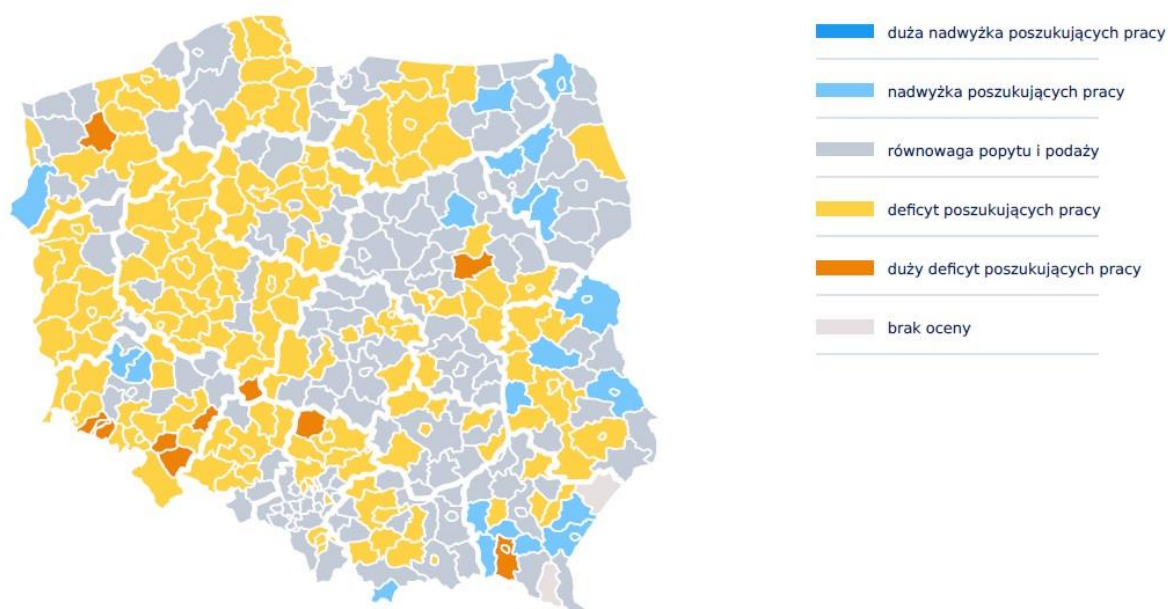 duża nadwyżka poszukujących pracy
nadwyżka poszukujących pracy
równowaga popytu i podaży
deficyt poszukujących pracy
duży deficyt poszukujących pracy
brak oceny